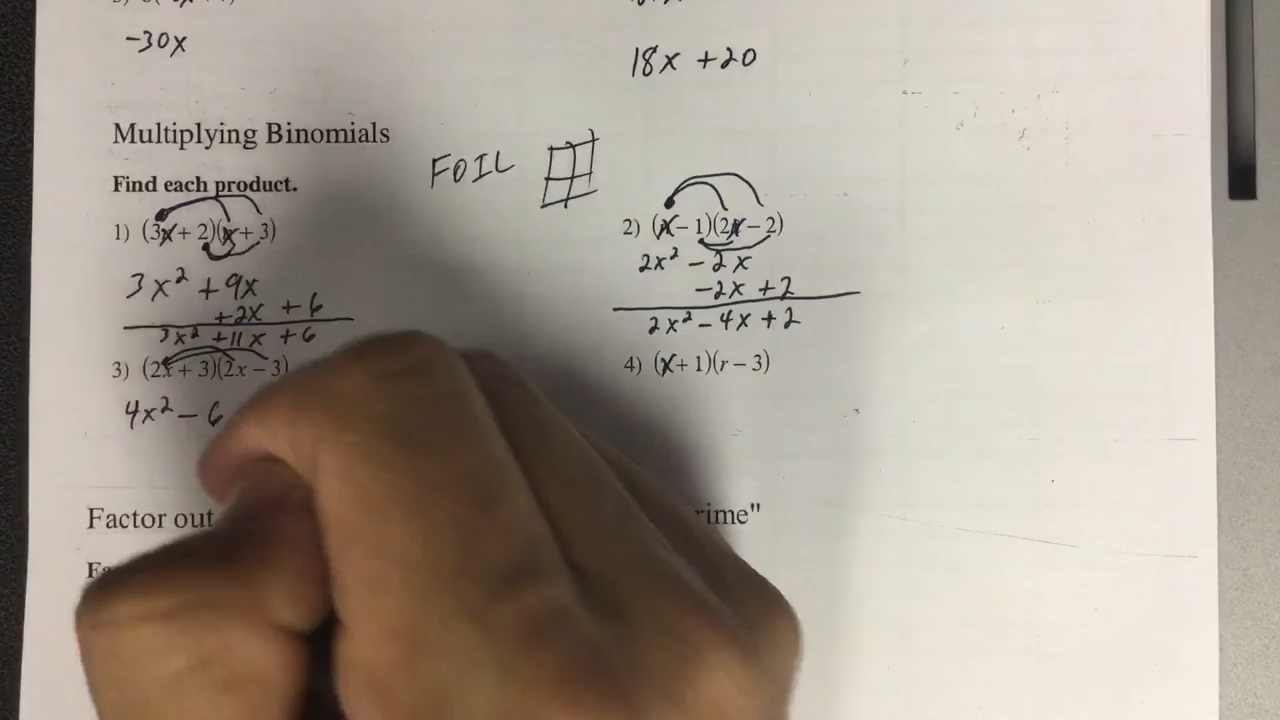 -30x
18x +20
Multiplying Binomials
FOIL
Find each product.
1) (3x + 2)(x + 3)
3x² + 9x
+2x + 6
3x² +11x +6
2) (x − 1)(2x − 2)
2x² − 2x
−2x +2
2x² − 4x +2
3) (2x + 3)(2x − 3)
4x² − 6
4) (x + 1)(r − 3)
Factor out
rime"